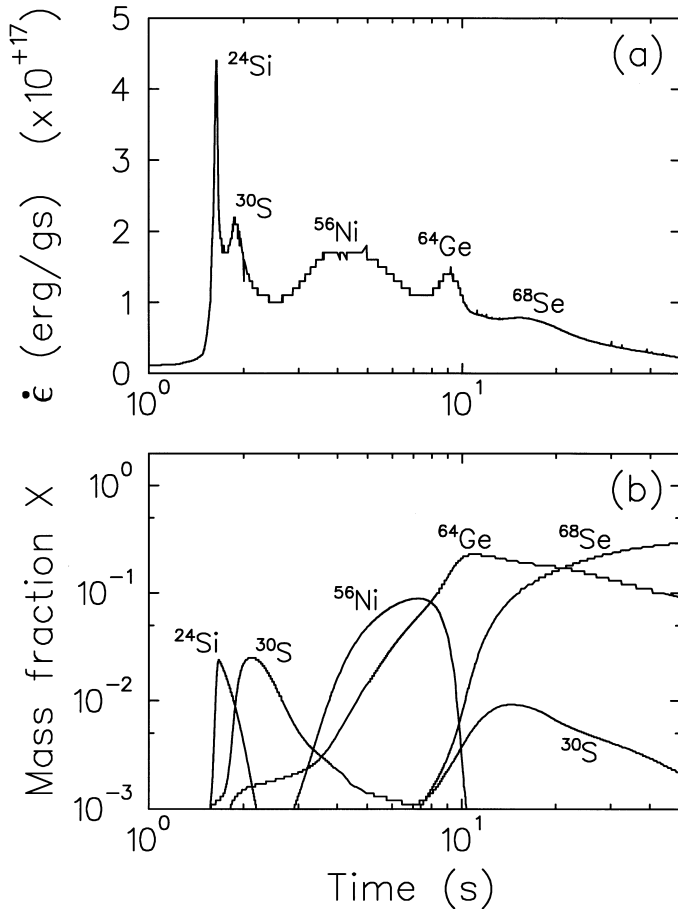 (a)
ε̇ (erg/gs) (x10⁺¹⁷)
5
4
3
2
1
0
²⁴Si
³⁰S
⁵⁶Ni
⁶⁴Ge
⁶⁸Se
10⁰ 10¹
(b)
Mass fraction X
10⁰
10⁻¹
10⁻²
10⁻³
⁶⁴Ge
⁶⁸Se
⁵⁶Ni
²⁴Si
³⁰S
³⁰S
10⁰ 10¹
Time (s)